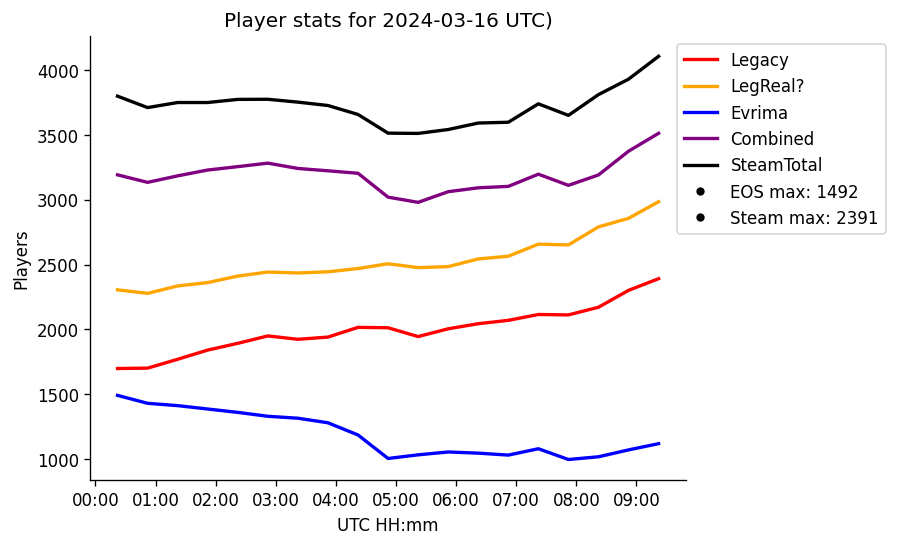 Player stats for 2024-03-16 UTC)
4000
3500
3000
2500
2000
1500
1000
Players
00:00 01:00 02:00 03:00 04:00 05:00 06:00 07:00 08:00 09:00
UTC HH:mm
Legacy
LegReal?
Evrima
Combined
SteamTotal
EOS max: 1492
Steam max: 2391